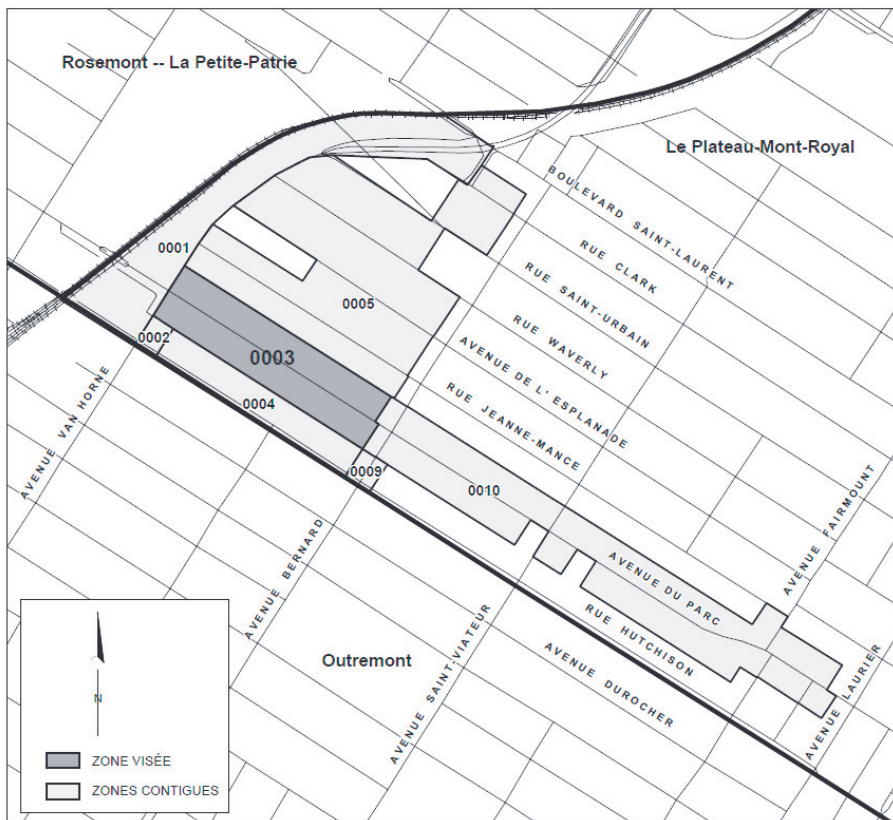 Rosemont -- La Petite-Patrie
Le Plateau-Mont-Royal
BOULEVARD SAINT-LAURENT
RUE CLARK
RUE SAINT-URBAIN
RUE WAVERLY
AVENUE DE L' ESPLANADE
RUE JEANNE-MANCE
0001
0005
0002
0003
0004
0009
0010
AVENUE VAN HORNE
AVENUE BERNARD
AVENUE SAINT-VIATEUR
AVENUE FAIRMOUNT
AVENUE DU PARC
RUE HUTCHISON
AVENUE DUROCHER
AVENUE LAURIER
Outremont
N
ZONE VISÉE
ZONES CONTIGUES